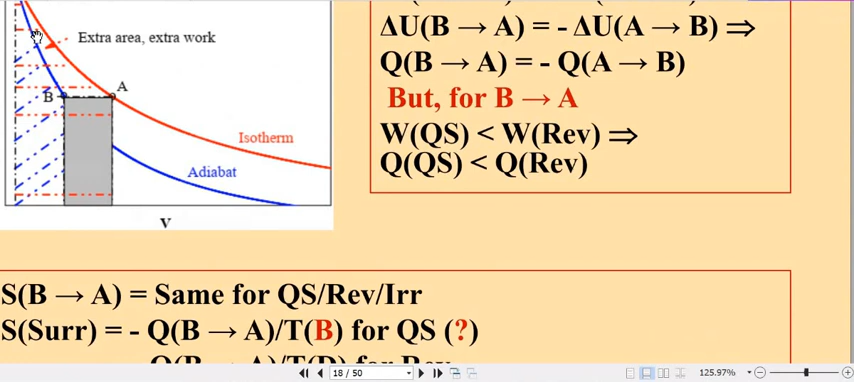 Extra area, extra work
B
A
Isotherm
Adiabat
V
ΔU(B → A) = - ΔU(A → B) ⇒
Q(B → A) = - Q(A → B)
But, for B → A
W(QS) < W(Rev) ⇒
Q(QS) < Q(Rev)
S(B → A) = Same for QS/Rev/Irr
S(Surr) = - Q(B → A)/T(B) for QS (?)
18 / 50
125.97%